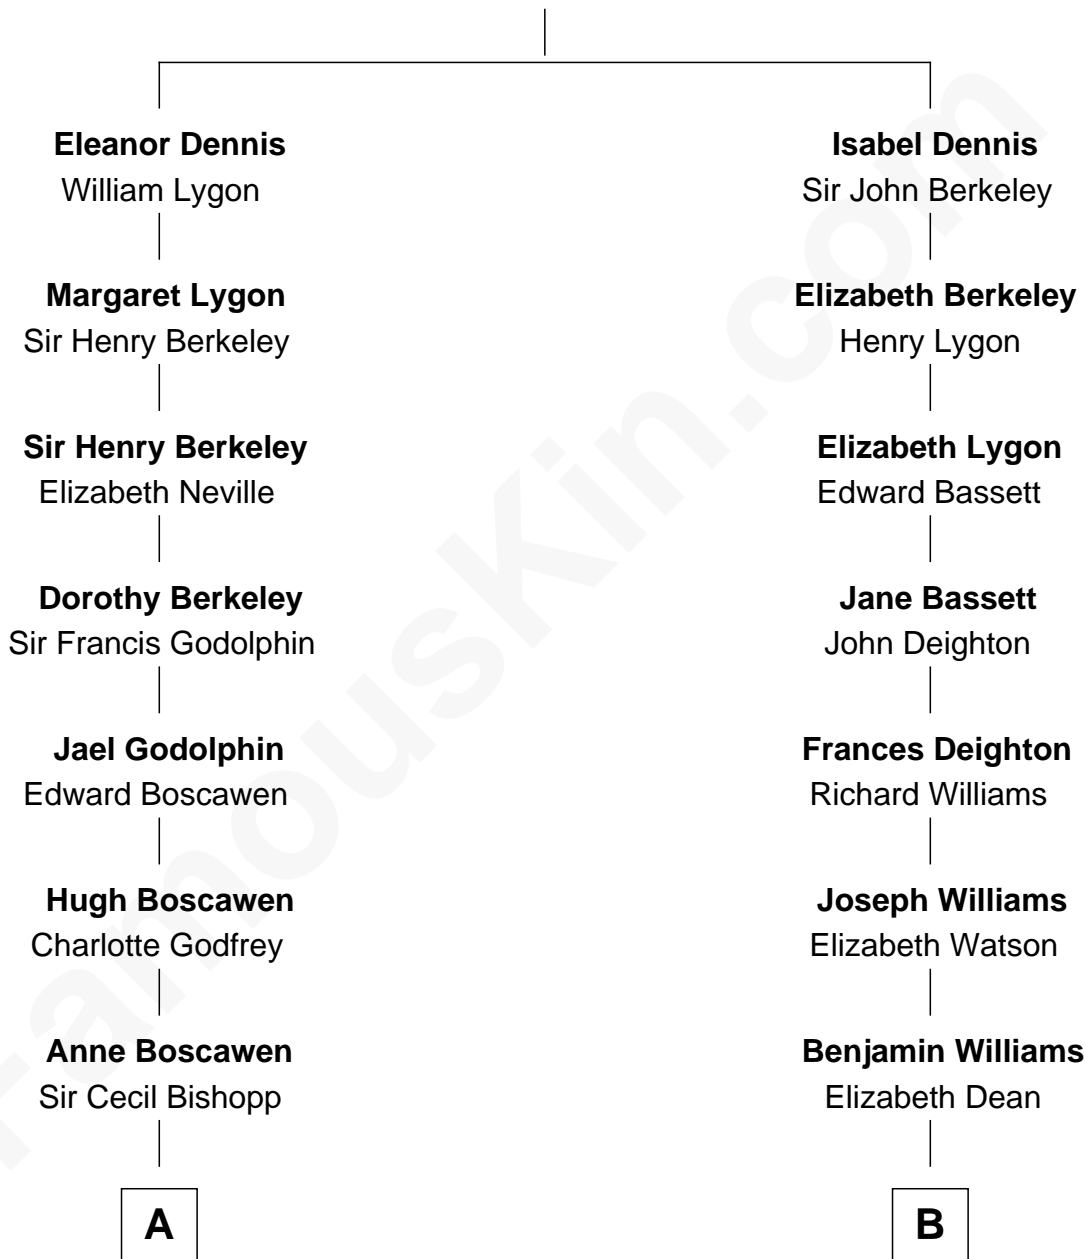 Eleanor Dennis
William Lygon
Margaret Lygon
Sir Henry Berkeley
Sir Henry Berkeley
Elizabeth Neville
Dorothy Berkeley
Sir Francis Godolphin
Jael Godolphin
Edward Boscawen
Hugh Boscawen
Charlotte Godfrey
Anne Boscawen
Sir Cecil Bishopp
A
Isabel Dennis
Sir John Berkeley
Elizabeth Berkeley
Henry Lygon
Elizabeth Lygon
Edward Bassett
Jane Bassett
John Deighton
Frances Deighton
Richard Williams
Joseph Williams
Elizabeth Watson
Benjamin Williams
Elizabeth Dean
B
FamousKin.com